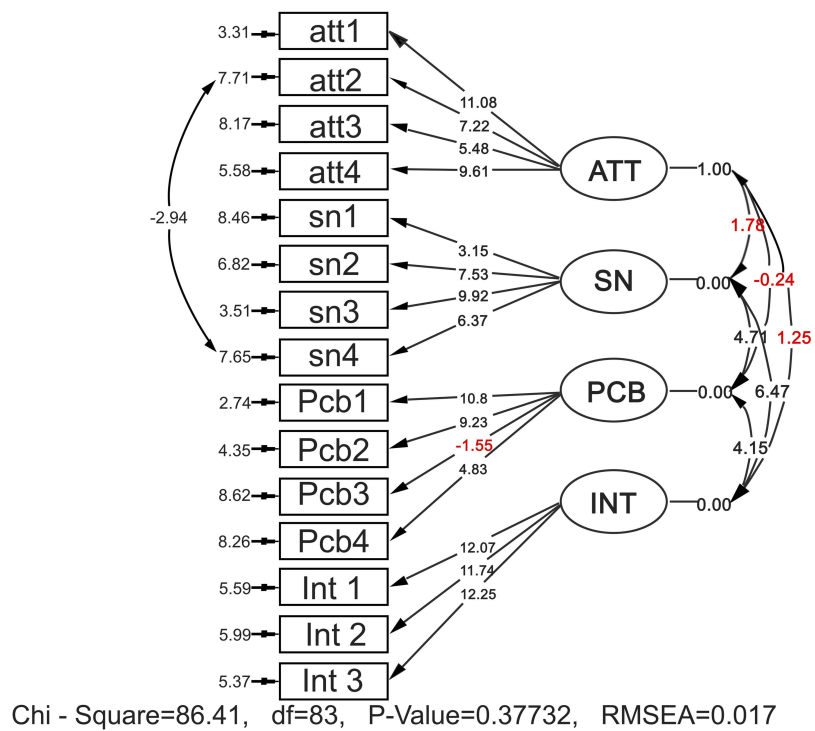 3.31 att1
7.71 att2
8.17 att3
5.58 att4
8.46 sn1
6.82 sn2
3.51 sn3
7.65 sn4
2.74 Pcb1
4.35 Pcb2
8.62 Pcb3
8.26 Pcb4
5.59 Int 1
5.99 Int 2
5.37 Int 3
-2.94
11.08
7.22
5.48
9.61
3.15
7.53
9.92
6.37
10.8
9.23
-1.55
4.83
12.07
11.74
12.25
ATT 1.00
SN 0.00
PCB 0.00
INT 0.00
1.78
-0.24
4.71
1.25
6.47
4.15
Chi - Square=86.41, df=83, P-Value=0.37732, RMSEA=0.017